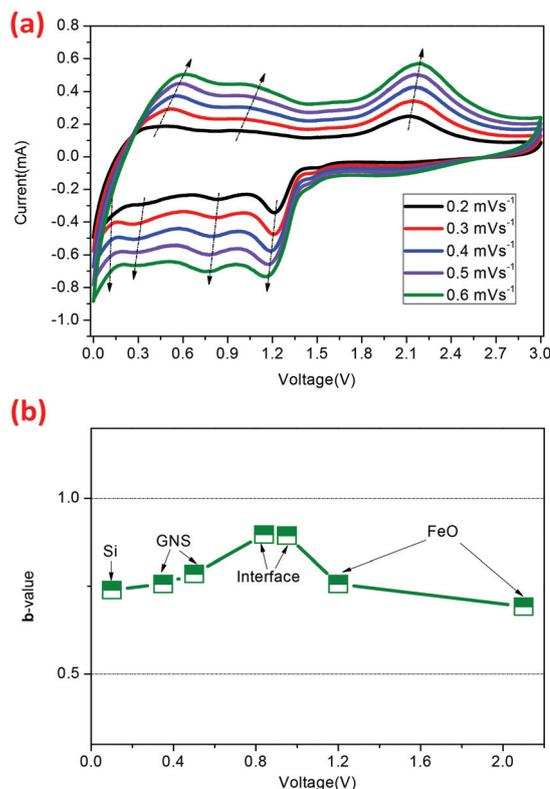 (a)
0.8
0.6
0.4
0.2
0.0
-0.2
-0.4
-0.6
-0.8
-1.0
Current(mA)
0.2 mVs⁻¹
0.3 mVs⁻¹
0.4 mVs⁻¹
0.5 mVs⁻¹
0.6 mVs⁻¹
0.0 0.3 0.6 0.9 1.2 1.5 1.8 2.1 2.4 2.7 3.0
Voltage(V)
(b)
1.0
0.5
b-value
Si
GNS
Interface
FeO
0.0 0.4 0.8 1.2 1.6 2.0
Voltage(V)